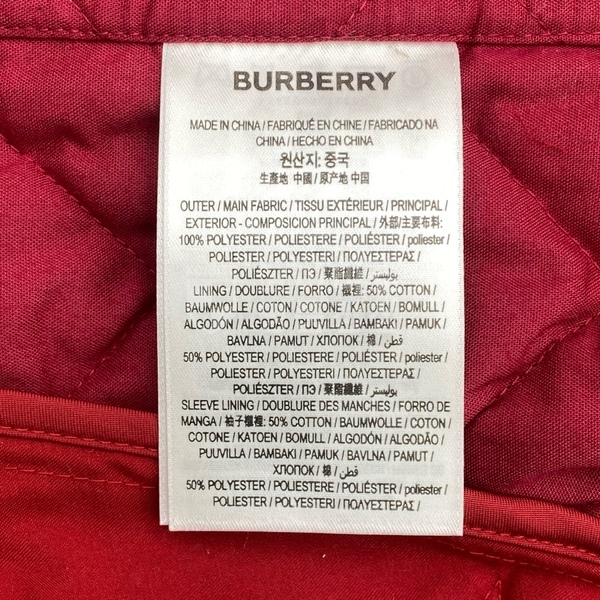 BURBERRY
MADE IN CHINA / FABRIQUÉ EN CHINE / FABRICADO NA
CHINA / HECHO EN CHINA
원산지: 중국
生產地 中國 / 原产地 中国
OUTER / MAIN FABRIC / TISSU EXTÉRIEUR / PRINCIPAL /
EXTERIOR - COMPOSICION PRINCIPAL / 外部/主要布料:
100% POLYESTER / POLIESTERE / POLIÉSTER / poliester /
POLYESTER / POLYESTERI / ΠΟΛΥΕΣΤΕΡΑΣ /
POLIÉSZTER / ПЭ / 聚酯纖維 / بوليستر
LINING / DOUBLURE / FORRO / 襯裡: 50% COTTON /
BAUMWOLLE / COTON / COTONE / KATOEN / BOMULL /
ALGODÓN / ALGODÃO / PUUVILLA / BAMBAKI / PAMUK /
BAVLNA / PAMUT / ХЛОПОК / 棉 / قطن /
50% POLYESTER / POLIESTERE / POLIÉSTER / poliester /
POLYESTER / POLYESTERI / ΠΟΛΥΕΣΤΕΡΑΣ /
POLIÉSZTER / ПЭ / 聚酯纖維 / بوليستر
SLEEVE LINING / DOUBLURE DES MANCHES / FORRO DE
MANGA / 袖子襯裡: 50% COTTON / BAUMWOLLE / COTON /
COTONE / KATOEN / BOMULL / ALGODÓN / ALGODÃO /
PUUVILLA / BAMBAKI / PAMUK / BAVLNA / PAMUT /
ХЛОПОК / 棉 / قطن /
50% POLYESTER / POLIESTERE / POLIÉSTER / poliester /
POLYESTER / POLYESTERI / ΠΟΛΥΕΣΤΕΡΑΣ /